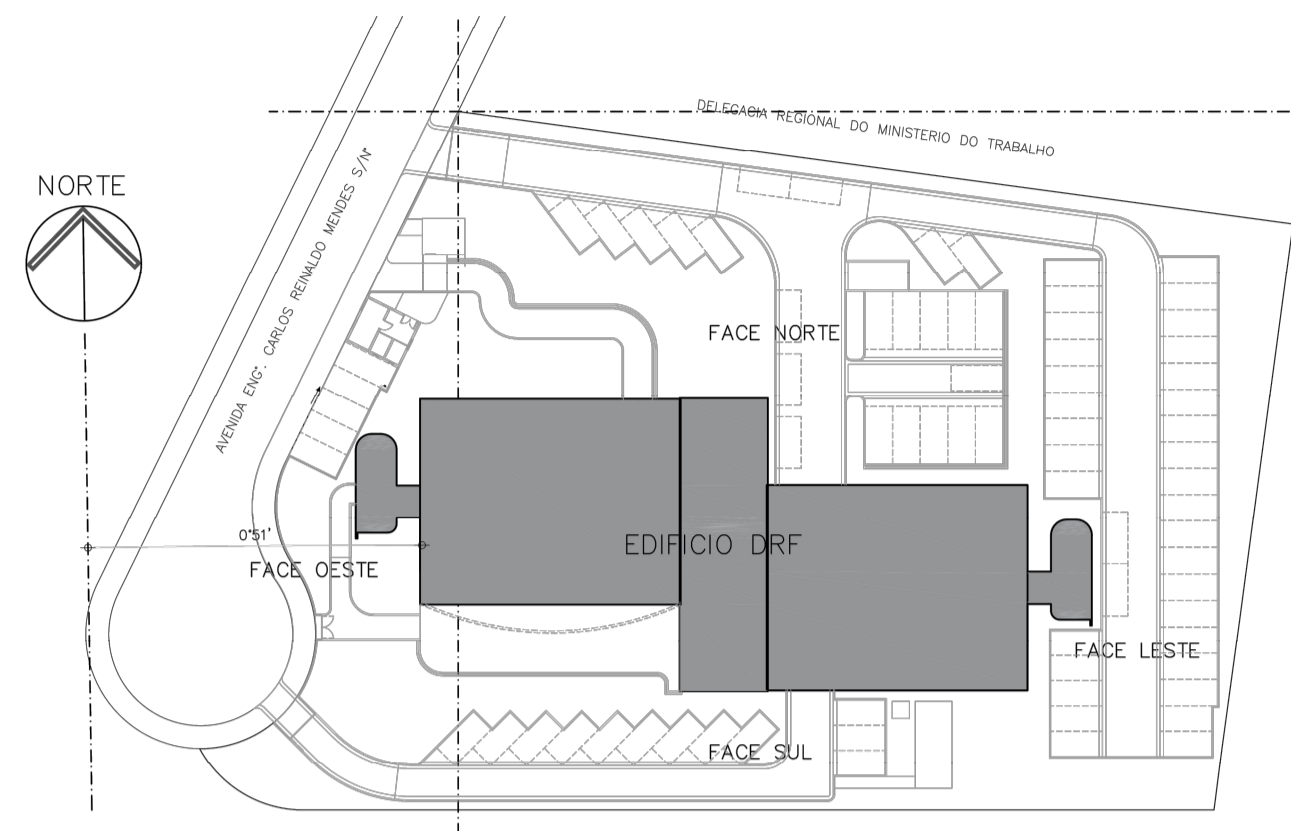 DELEGACIA REGIONAL DO MINISTERIO DO TRABALHO
NORTE
AVENIDA ENGº. CARLOS REINALDO MENDES S/Nº
FACE NORTE
0°51'
EDIFICIO DRF
FACE OESTE
FACE LESTE
FACE SUL